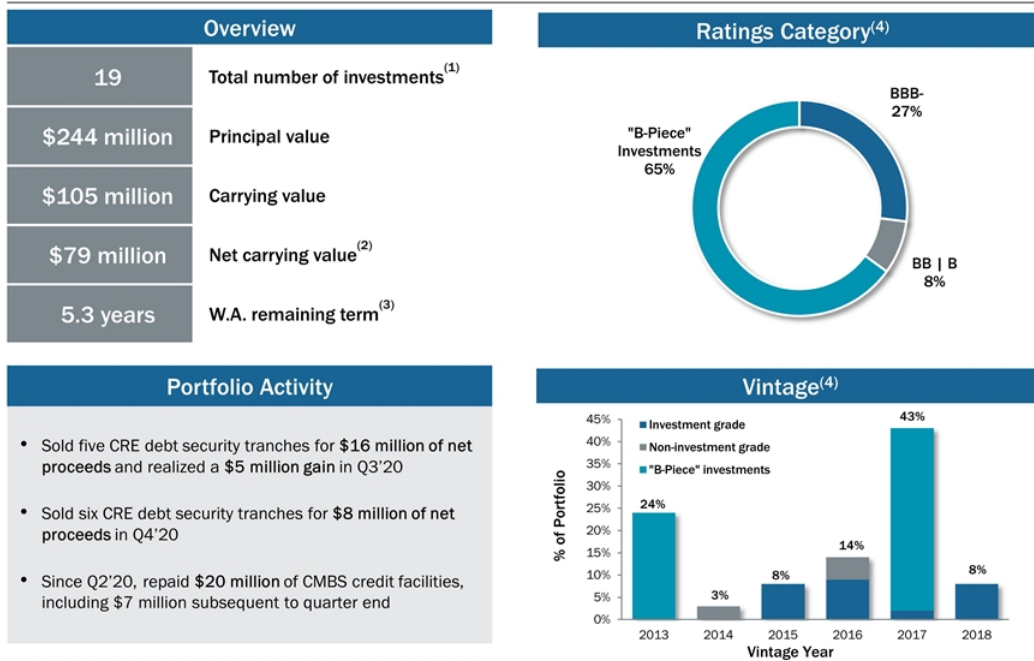 Overview
19
Total number of investments(1)
$244 million
Principal value
$105 million
Carrying value
$79 million
Net carrying value(2)
5.3 years
W.A. remaining term(3)
Ratings Category(4)
BBB-
27%
"B-Piece"
Investments
65%
BB | B
8%
Portfolio Activity
• Sold five CRE debt security tranches for $16 million of net
proceeds and realized a $5 million gain in Q3’20
• Sold six CRE debt security tranches for $8 million of net
proceeds in Q4’20
• Since Q2’20, repaid $20 million of CMBS credit facilities,
including $7 million subsequent to quarter end
Vintage(4)
% of Portfolio
45%
40%
35%
30%
25%
20%
15%
10%
5%
0%
Investment grade
Non-investment grade
"B-Piece" investments
24%
3%
8%
14%
43%
8%
2013
2014
2015
2016
2017
2018
Vintage Year